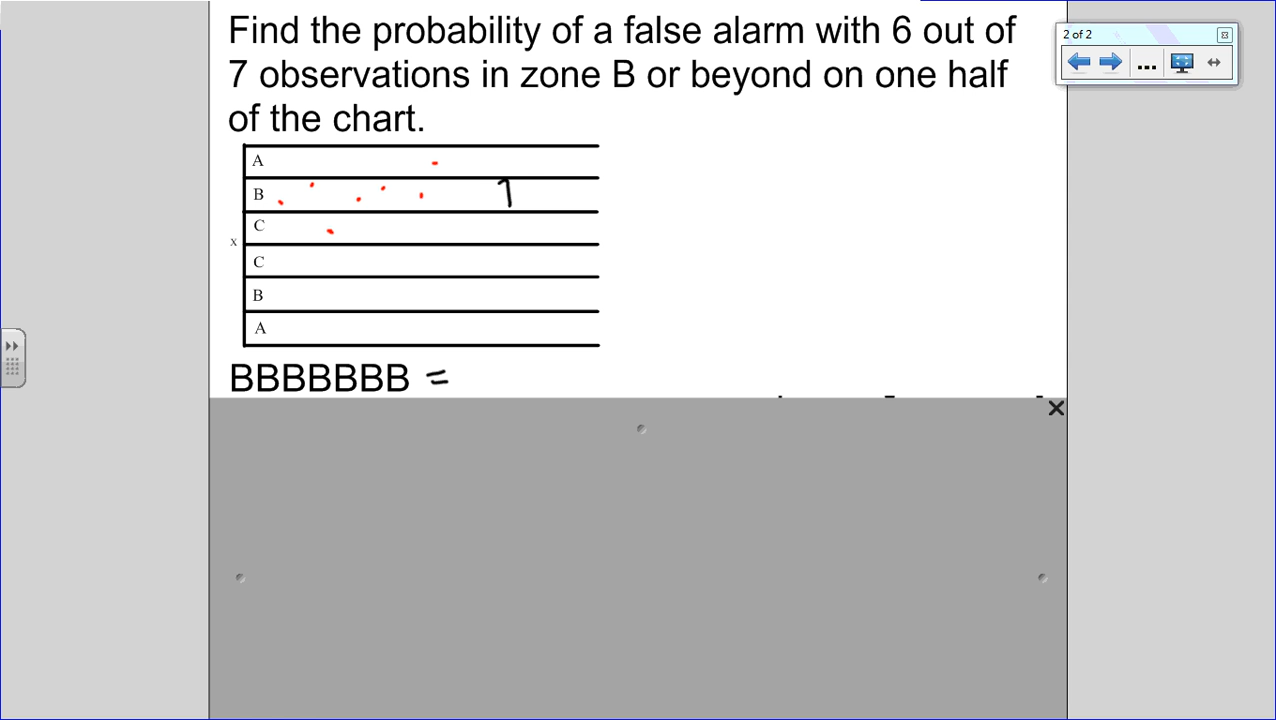 Find the probability of a false alarm with 6 out of
7 observations in zone B or beyond on one half
of the chart.
2 of 2
A
B
C
x
C
B
A
BBBBBBB =